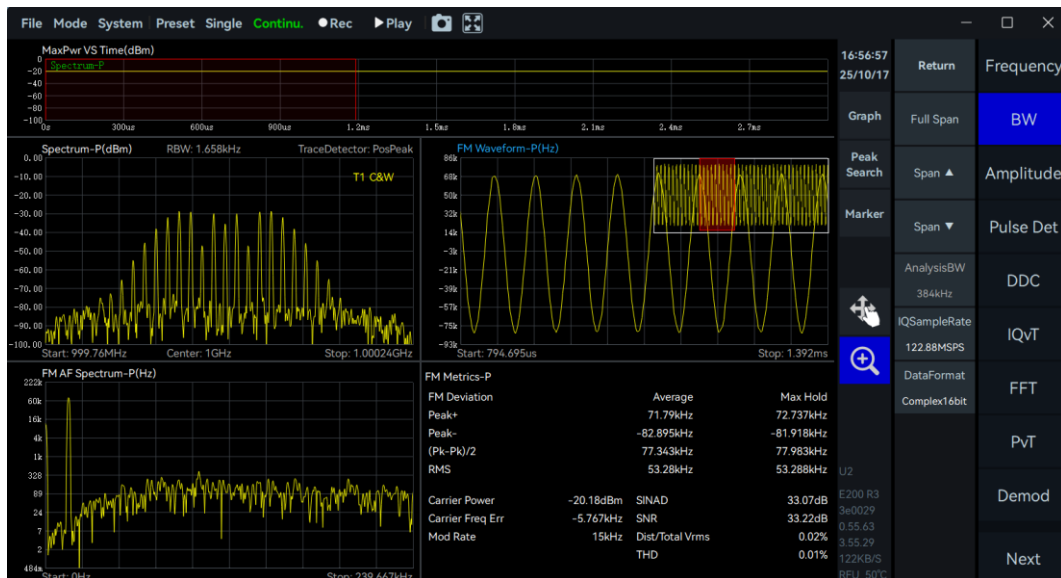 File Mode System Preset Single Continu. Rec Play
MaxPwr VS Time(dBm)
Spectrum-P
0
-20
-40
-60
-80
-100
0s 300us 600us 900us 1.2ms 1.5ms 1.8ms 2.1ms 2.4ms 2.7ms
Spectrum-P(dBm) RBW: 1.658kHz TraceDetector: PosPeak
T1 C&W
0.00
-10.00
-20.00
-30.00
-40.00
-50.00
-60.00
-70.00
-80.00
-90.00
-100.00
Start: 999.76MHz Center: 1GHz Stop: 1.00024GHz
FM Waveform-P(Hz)
86k
68k
50k
32k
14k
-3k
-21k
-39k
-57k
-75k
-93k
Start: 794.695us Stop: 1.392ms
FM AF Spectrum-P(Hz)
222k
60k
16k
4k
1k
328
89
24
7
2
484m
Start: 0Hz Stop: 239.667kHz
FM Metrics-P
FM Deviation Average Max Hold
Peak+ 71.79kHz 72.737kHz
Peak- -82.895kHz -81.918kHz
(Pk-Pk)/2 77.343kHz 77.983kHz
RMS 53.28kHz 53.288kHz
Carrier Power -20.18dBm SINAD 33.07dB
Carrier Freq Err -5.767kHz SNR 33.22dB
Mod Rate 15kHz Dist/Total Vrms 0.02%
THD 0.01%
16:56:57
25/10/17
Graph
Peak
Search
Marker
U2
E200 R3
3e0029
0.55.63
3.55.29
122KB/S
RFU 50°C
Return
Full Span
Span ▲
Span ▼
AnalysisBW
384kHz
IQSampleRate
122.88MSPS
DataFormat
Complex16bit
Frequency
BW
Amplitude
Pulse Det
DDC
IQvT
FFT
PvT
Demod
Next